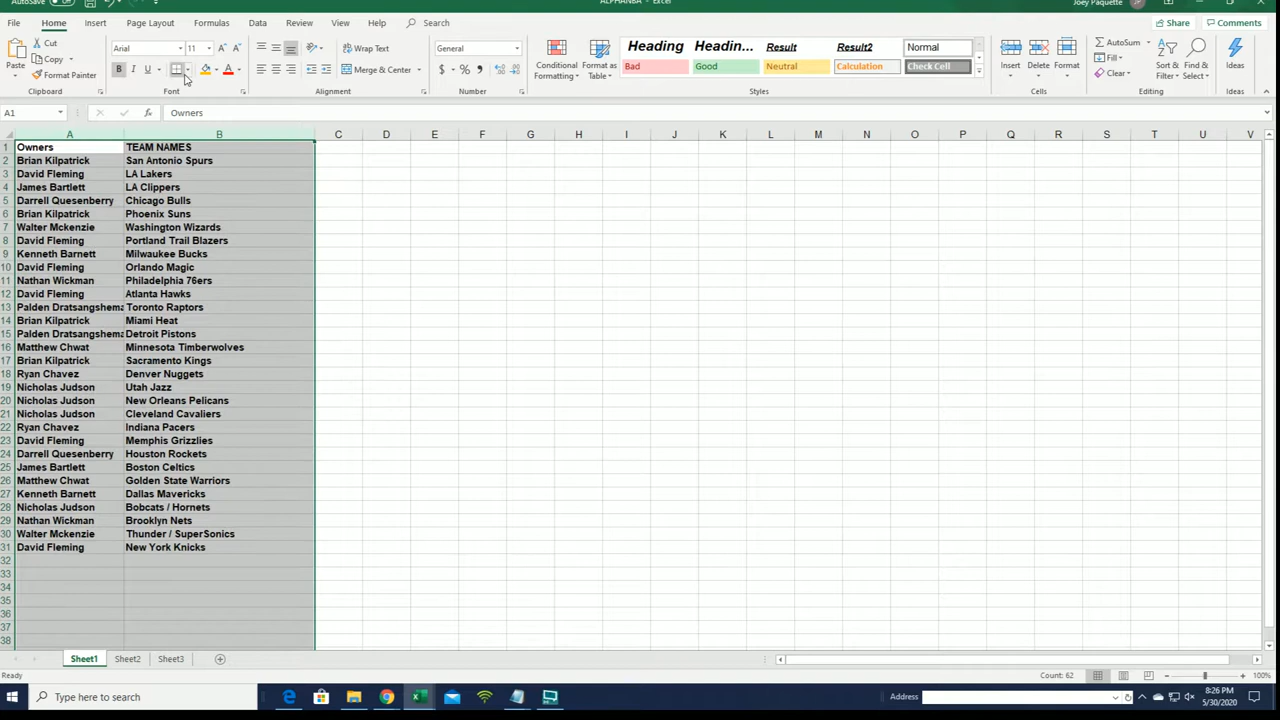 AutoSave
ALPHANBA - Excel
Joey Paquette
JP
File Home Insert Page Layout Formulas Data Review View Help Search Share Comments
Paste Cut Copy Format Painter Clipboard
Arial 11 B I U Font
Wrap Text Merge & Center Alignment
General $ % , Number
Conditional Formatting Format as Table
Heading Headin... Result Result2 Normal
Bad Good Neutral Calculation Check Cell
Styles
Insert Delete Format Cells
AutoSum Fill Clear Sort & Filter Find & Select Editing
Ideas Ideas
A1 fx Owners
A B C D E F G H I J K L M N O P Q R S T U V
1 Owners TEAM NAMES
2 Brian Kilpatrick San Antonio Spurs
3 David Fleming LA Lakers
4 James Bartlett LA Clippers
5 Darrell Quesenberry Chicago Bulls
6 Brian Kilpatrick Phoenix Suns
7 Walter Mckenzie Washington Wizards
8 David Fleming Portland Trail Blazers
9 Kenneth Barnett Milwaukee Bucks
10 David Fleming Orlando Magic
11 Nathan Wickman Philadelphia 76ers
12 David Fleming Atlanta Hawks
13 Palden Dratsangshema Toronto Raptors
14 Brian Kilpatrick Miami Heat
15 Palden Dratsangshema Detroit Pistons
16 Matthew Chwat Minnesota Timberwolves
17 Brian Kilpatrick Sacramento Kings
18 Ryan Chavez Denver Nuggets
19 Nicholas Judson Utah Jazz
20 Nicholas Judson New Orleans Pelicans
21 Nicholas Judson Cleveland Cavaliers
22 Ryan Chavez Indiana Pacers
23 David Fleming Memphis Grizzlies
24 Darrell Quesenberry Houston Rockets
25 James Bartlett Boston Celtics
26 Matthew Chwat Golden State Warriors
27 Kenneth Barnett Dallas Mavericks
28 Nicholas Judson Bobcats / Hornets
29 Nathan Wickman Brooklyn Nets
30 Walter Mckenzie Thunder / SuperSonics
31 David Fleming New York Knicks
32
33
34
35
36
37
38
Sheet1 Sheet2 Sheet3
Ready Count: 62 100%
Type here to search Address 8:26 PM
5/30/2020